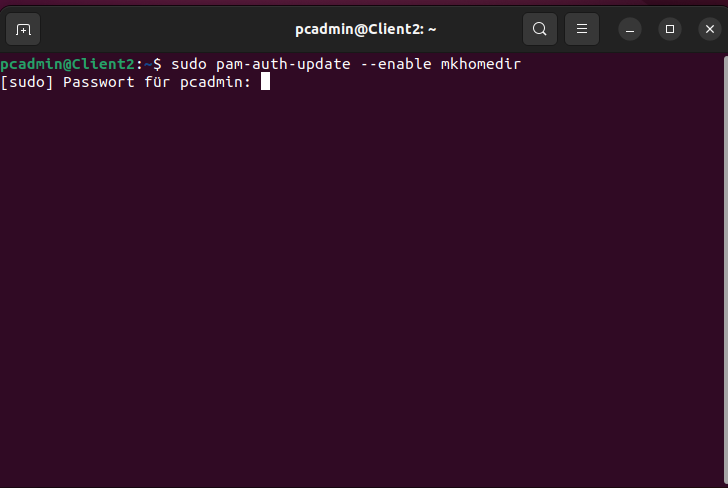 pcadmin@Client2: ~
pcadmin@Client2:~$ sudo pam-auth-update --enable mkhomedir
[sudo] Passwort für pcadmin: